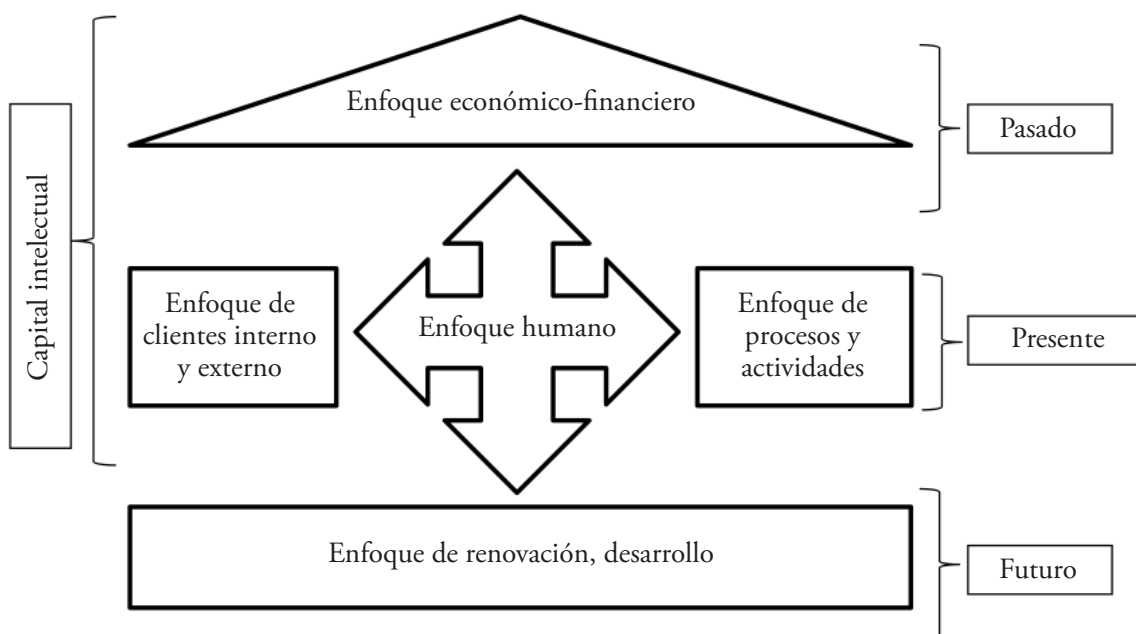 Enfoque económico-financiero
Pasado
Capital intelectual
Enfoque de
clientes interno
y externo
Enfoque humano
Enfoque de
procesos y
actividades
Presente
Enfoque de renovación, desarrollo
Futuro